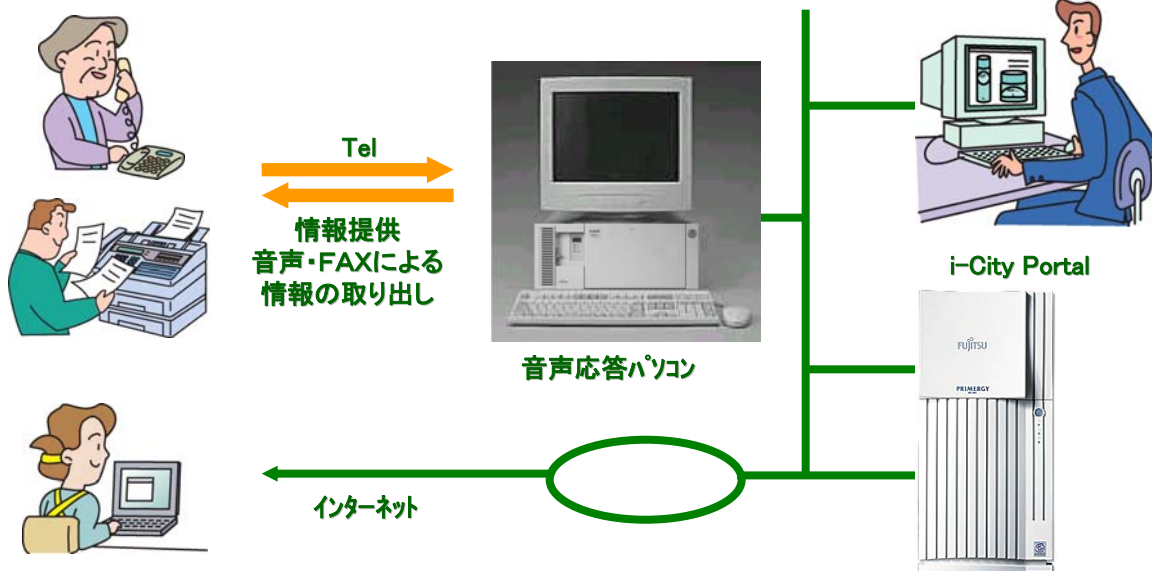 Tel
情報提供
音声・FAXによる
情報の取り出し
音声応答ﾊﾟｿｺﾝ
i-City Portal
FUJITSU
PRIMERGY
インターネット